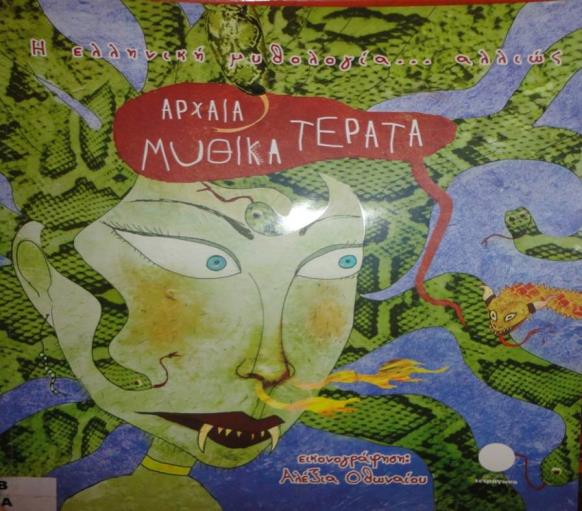 Η ελληνική μυθολογία... αλλιώς
ΑΡΧΑΙΑ
ΜΥΘΙΚΑ ΤΕΡΑΤΑ
εικονογράφηση:
Αλέξια Οθωναίου
Β
Α